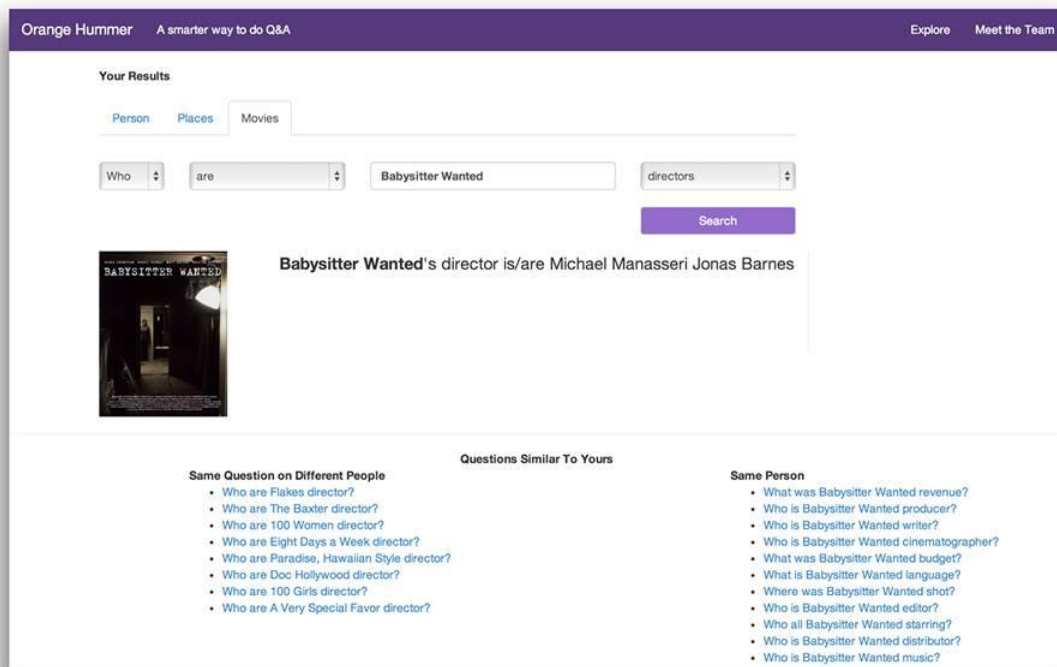 Orange Hummer A smarter way to do Q&A Explore Meet the Team
Your Results
Person Places Movies
Who are Babysitter Wanted directors
Search
BABYSITTER WANTED
Babysitter Wanted's director is/are Michael Manasseri Jonas Barnes
Questions Similar To Yours
Same Question on Different People
Who are Flakes director?
Who are The Baxter director?
Who are 100 Women director?
Who are Eight Days a Week director?
Who are Paradise, Hawaiian Style director?
Who are Doc Hollywood director?
Who are 100 Girls director?
Who are A Very Special Favor director?
Same Person
What was Babysitter Wanted revenue?
Who is Babysitter Wanted producer?
Who is Babysitter Wanted writer?
Who is Babysitter Wanted cinematographer?
What was Babysitter Wanted budget?
What is Babysitter Wanted language?
Where was Babysitter Wanted shot?
Who is Babysitter Wanted editor?
Who all Babysitter Wanted starring?
Who is Babysitter Wanted distributor?
Who is Babysitter Wanted music?